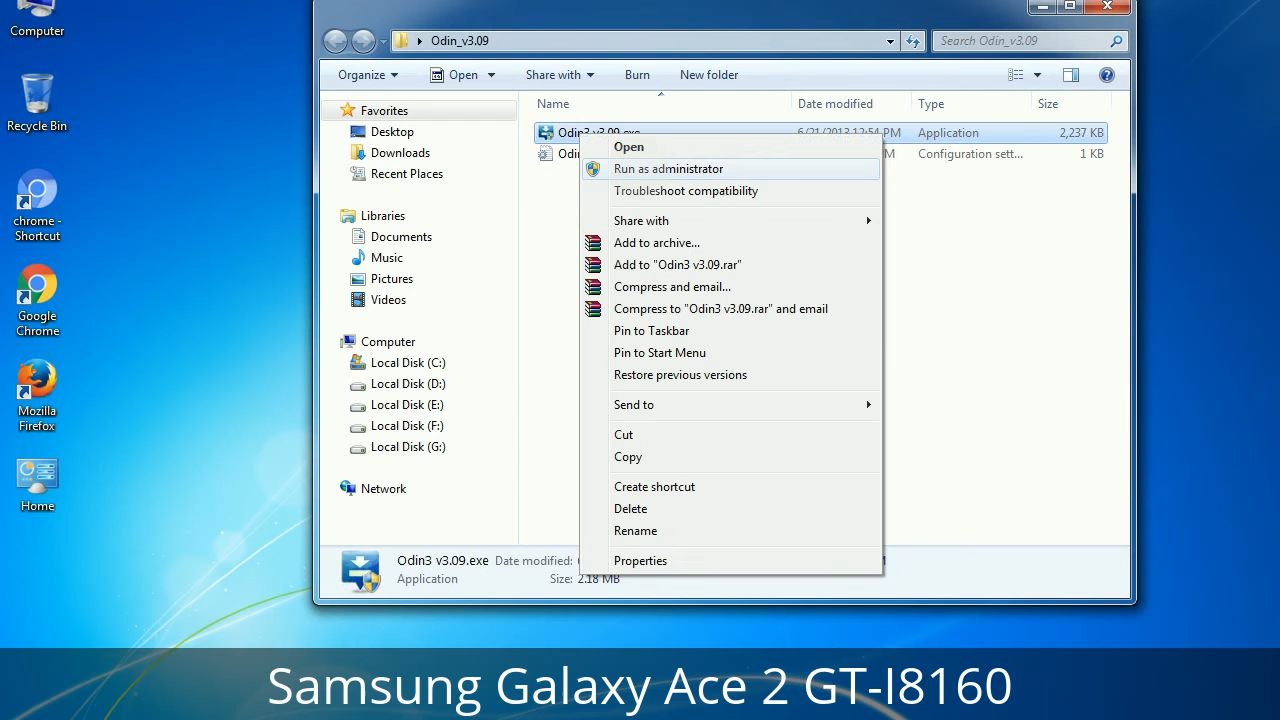 Computer
Recycle Bin
chrome -
Shortcut
Google
Chrome
Mozilla
Firefox
Home
Odin_v3.09
Search Odin_v3.09
Organize
Open
Share with
Burn
New folder
Favorites
Desktop
Downloads
Recent Places
Libraries
Documents
Music
Pictures
Videos
Computer
Local Disk (C:)
Local Disk (D:)
Local Disk (E:)
Local Disk (F:)
Local Disk (G:)
Network
Name
Date modified
Type
Size
Odin3 v3.09.exe
6/21/2013 12:54 PM
Application
2,237 KB
M
Configuration sett...
1 KB
Open
Run as administrator
Troubleshoot compatibility
Share with
Add to archive...
Add to "Odin3 v3.09.rar"
Compress and email...
Compress to "Odin3 v3.09.rar" and email
Pin to Taskbar
Pin to Start Menu
Restore previous versions
Send to
Cut
Copy
Create shortcut
Delete
Rename
Properties
Odin3 v3.09.exe
Date modified:
Application
Size: 2.18 MB
Samsung Galaxy Ace 2 GT-I8160